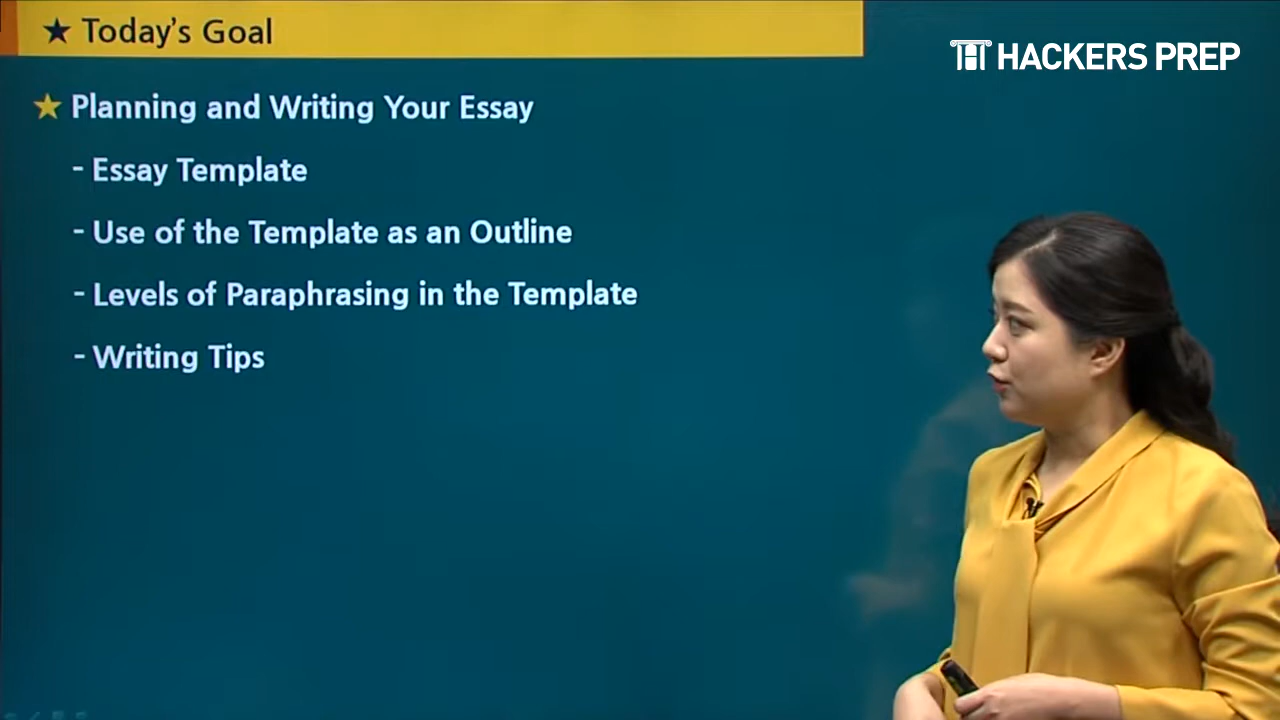 ★ Today's Goal
HACKERS PREP
★ Planning and Writing Your Essay
- Essay Template
- Use of the Template as an Outline
- Levels of Paraphrasing in the Template
- Writing Tips